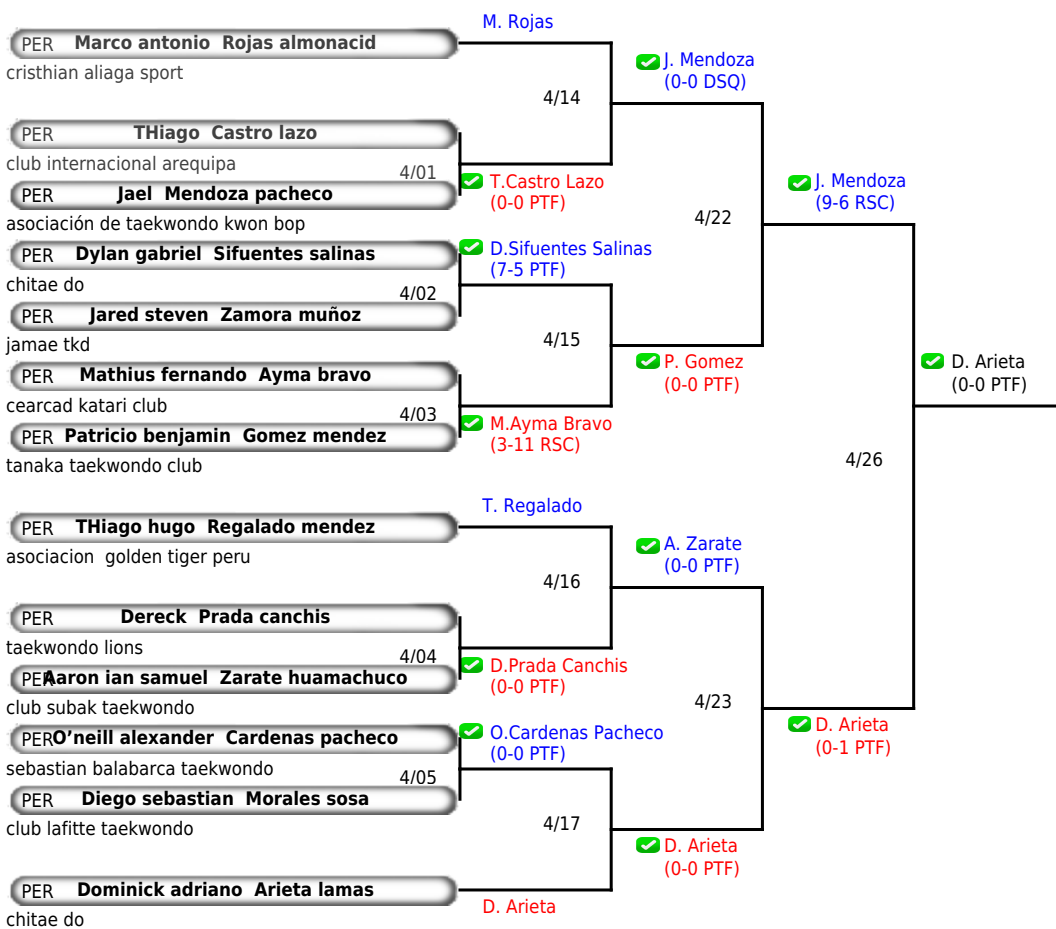 M. Rojas
PER Marco antonio Rojas almonacid
cristhian aliaga sport
J. Mendoza
(0-0 DSQ)
4/14
PER THiago Castro lazo
club internacional arequipa
4/01
PER Jael Mendoza pacheco
asociación de taekwondo kwon bop
T.Castro Lazo
(0-0 PTF)
J. Mendoza
(9-6 RSC)
4/22
PER Dylan gabriel Sifuentes salinas
chitae do
D.Sifuentes Salinas
(7-5 PTF)
4/02
PER Jared steven Zamora muñoz
jamae tkd
4/15
P. Gomez
(0-0 PTF)
D. Arieta
(0-0 PTF)
PER Mathius fernando Ayma bravo
cearcad katari club
4/03
PER Patricio benjamin Gomez mendez
tanaka taekwondo club
M.Ayma Bravo
(3-11 RSC)
4/26
T. Regalado
PER THiago hugo Regalado mendez
asociacion golden tiger peru
A. Zarate
(0-0 PTF)
4/16
PER Dereck Prada canchis
taekwondo lions
4/04
PER Aaron ian samuel Zarate huamachuco
club subak taekwondo
D.Prada Canchis
(0-0 PTF)
4/23
D. Arieta
(0-1 PTF)
PER O'neill alexander Cardenas pacheco
sebastian balabarca taekwondo
O.Cardenas Pacheco
(0-0 PTF)
4/05
PER Diego sebastian Morales sosa
club lafitte taekwondo
4/17
D. Arieta
(0-0 PTF)
PER Dominick adriano Arieta lamas
chitae do
D. Arieta